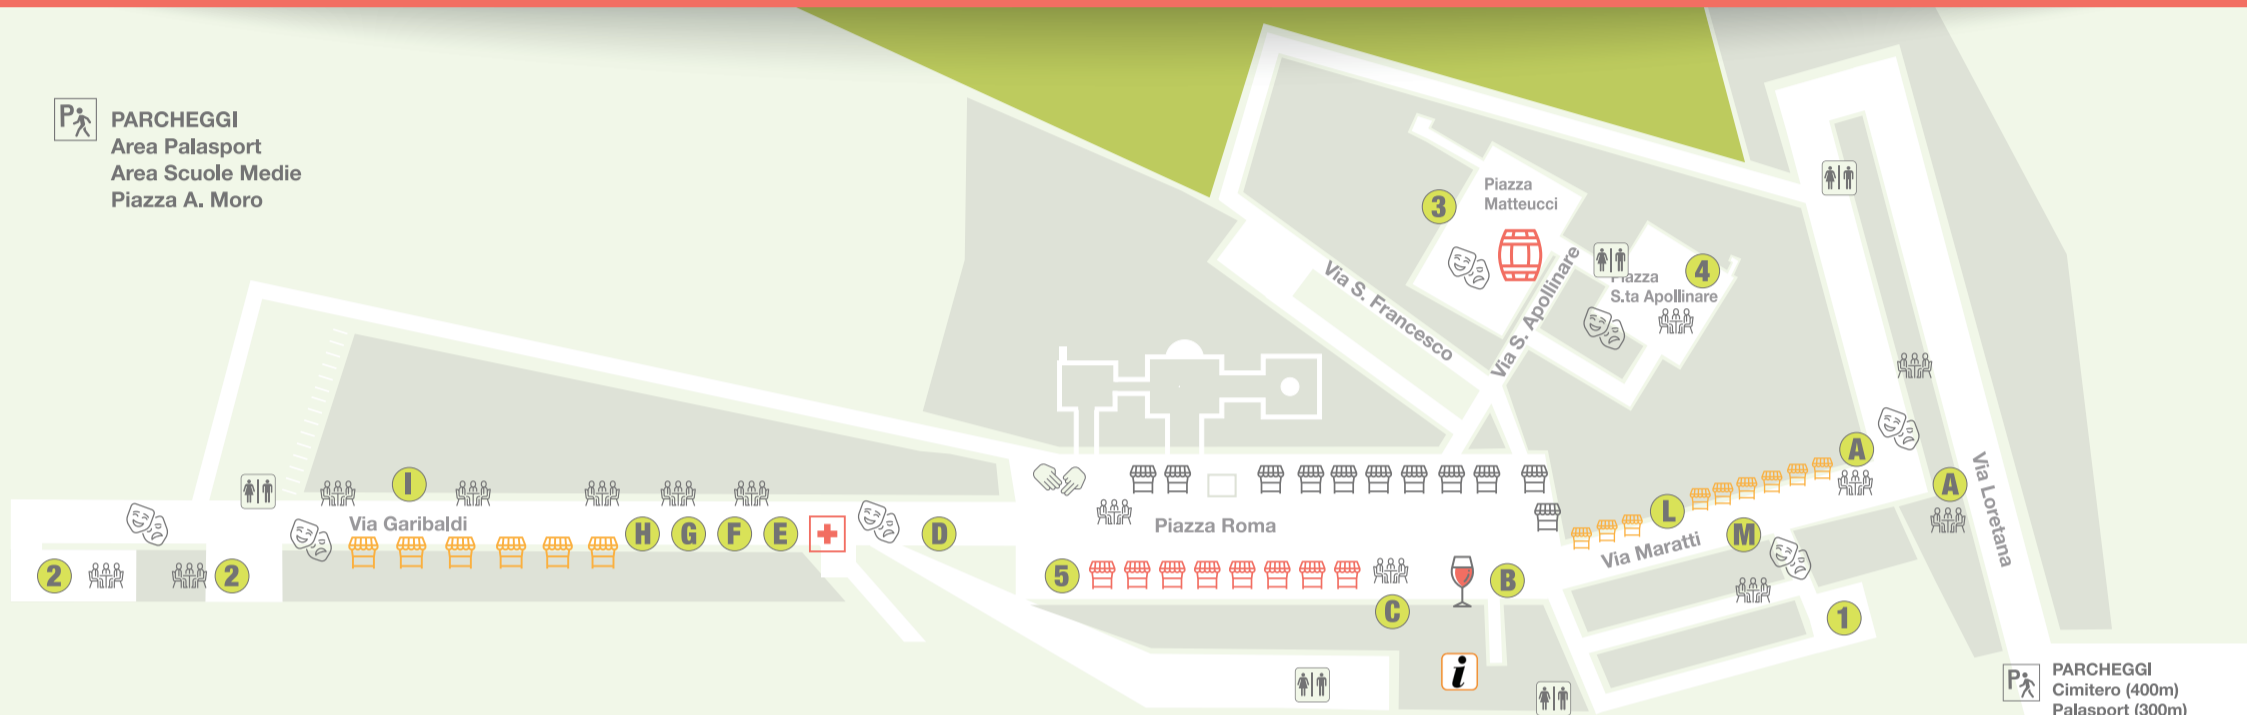 P
PARCHEGGI
Area Palasport
Area Scuole Medie
Piazza A. Moro
3
Piazza
Matteucci
4
Piazza
S.ta Apollinare
Via S. Francesco
Via S. Apollinare
I
Via Garibaldi
H
G
F
E
D
2
2
Piazza Roma
5
C
B
i
A
A
L
M
Via Maratti
Via Loretana
1
P
PARCHEGGI
Cimitero (400m)
Palasport (300m)